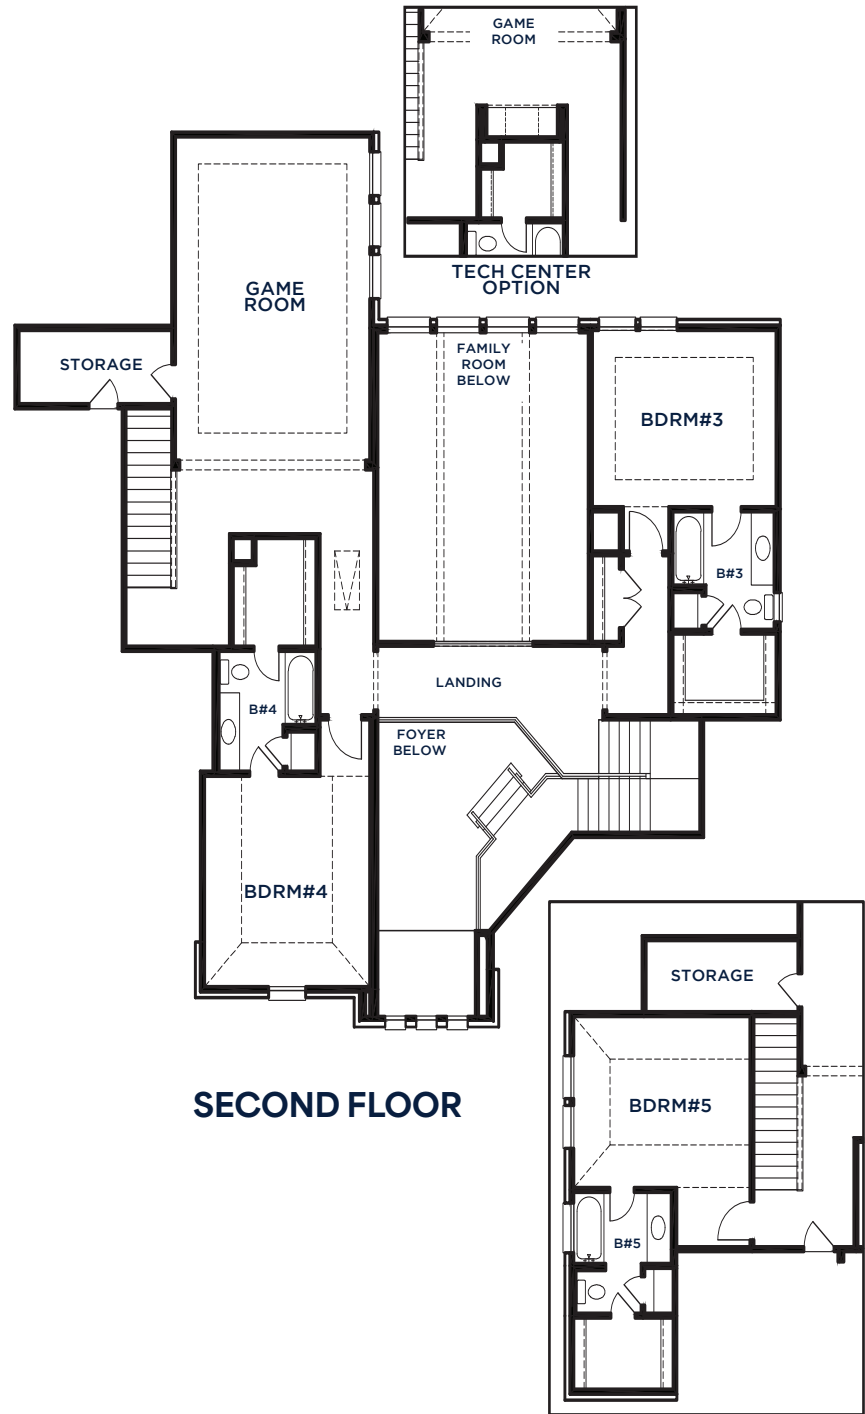 GAME
ROOM
TECH CENTER
OPTION
GAME
ROOM
STORAGE
FAMILY
ROOM
BELOW
BDRM#3
B#3
LANDING
B#4
FOYER
BELOW
BDRM#4
STORAGE
SECOND FLOOR
BDRM#5
B#5